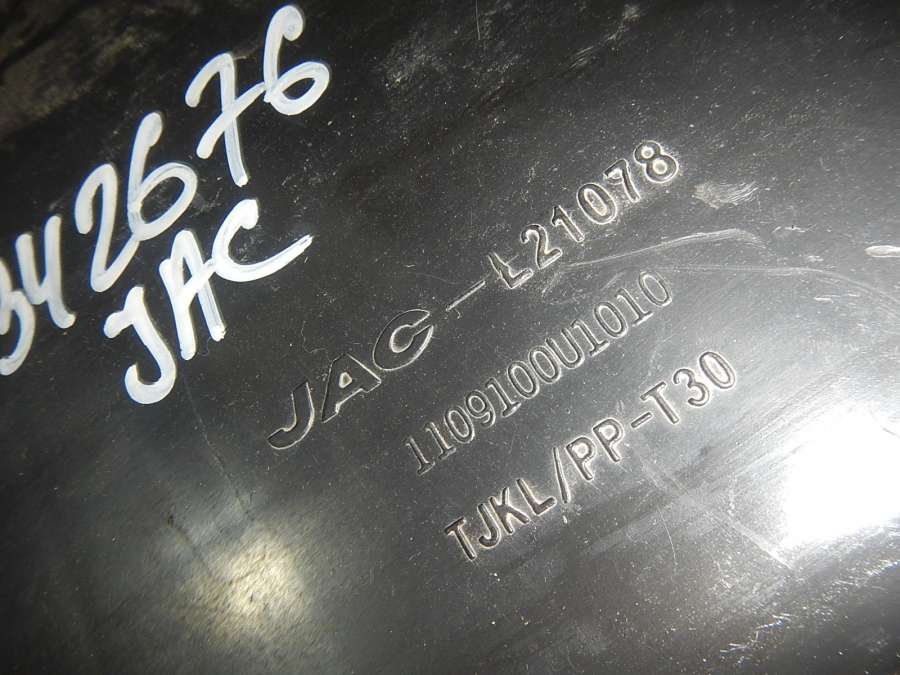 342676
JAC
JAC-L21078
1109100U1010
TJKL/PP-T30